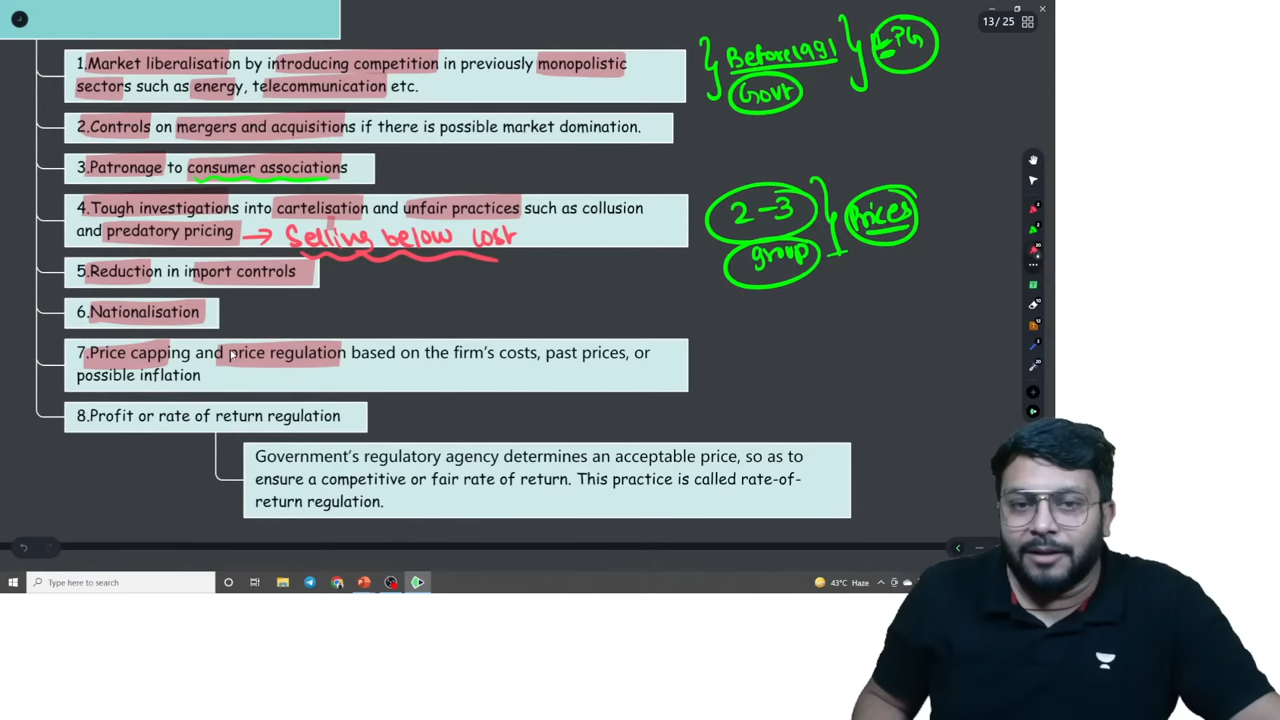 13/25
1.Market liberalisation by introducing competition in previously monopolistic
sectors such as energy, telecommunication etc.
Before 1991
Govt
LPG
2.Controls on mergers and acquisitions if there is possible market domination.
3.Patronage to consumer associations
4.Tough investigations into cartelisation and unfair practices such as collusion
and predatory pricing → Selling below cost
2-3
group
Prices
5.Reduction in import controls
6.Nationalisation
7.Price capping and price regulation based on the firm's costs, past prices, or
possible inflation
8.Profit or rate of return regulation
Government's regulatory agency determines an acceptable price, so as to
ensure a competitive or fair rate of return. This practice is called rate-of-
return regulation.
Type here to search
43°C Haze